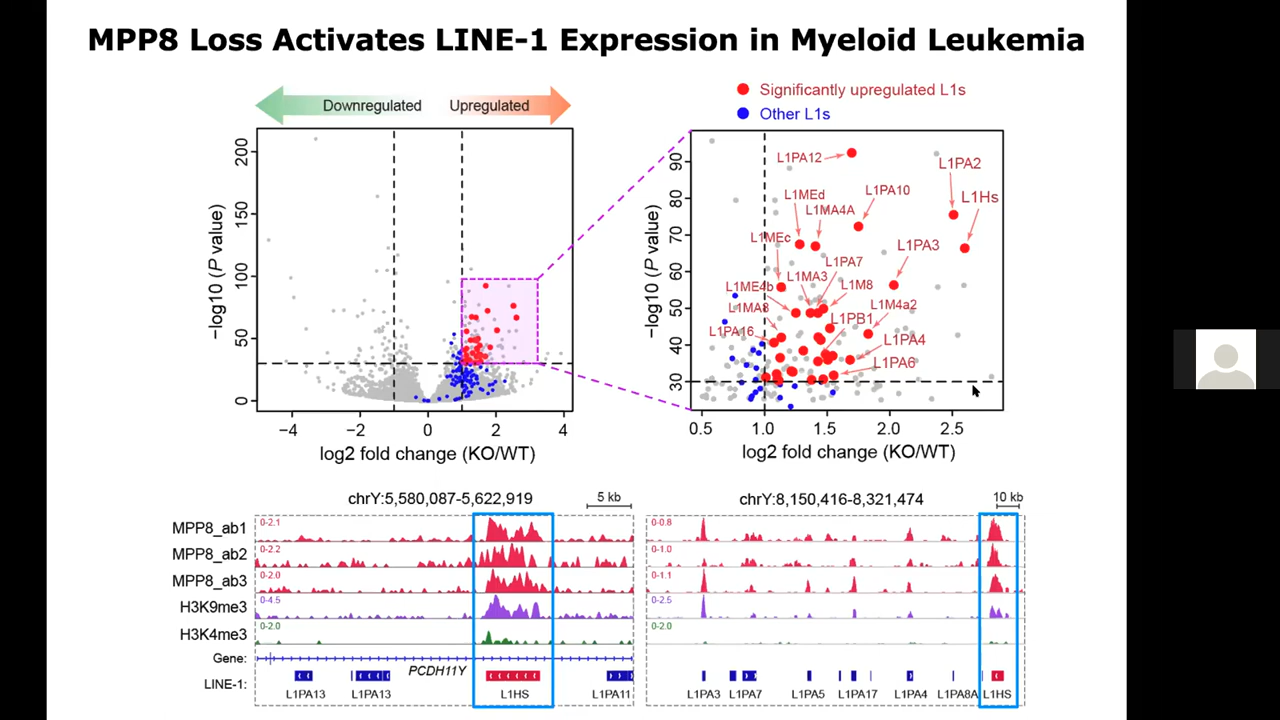 MPP8 Loss Activates LINE-1 Expression in Myeloid Leukemia
Downregulated
Upregulated
Significantly upregulated L1s
Other L1s
−log10 (P value)
200
150
100
50
0
−4
−2
0
2
4
log2 fold change (KO/WT)
−log10 (P value)
90
80
70
60
50
40
30
0.5
1.0
1.5
2.0
2.5
log2 fold change (KO/WT)
L1PA12
L1PA2
L1MEd
L1PA10
L1Hs
L1MA4A
L1MEc
L1PA3
L1PA7
L1MA3
L1ME4b
L1M8
L1MA8
L1M4a2
L1PB1
L1PA16
L1PA4
L1PA6
chrY:5,580,087-5,622,919
5 kb
chrY:8,150,416-8,321,474
10 kb
MPP8_ab1
0-2.1
0-0.8
MPP8_ab2
0-2.2
0-1.0
MPP8_ab3
0-2.0
0-1.1
H3K9me3
0-4.5
0-2.5
H3K4me3
0-2.0
0-2.0
Gene:
PCDH11Y
LINE-1:
L1PA13
L1PA13
L1HS
L1PA11
L1PA3
L1PA7
L1PA5
L1PA17
L1PA4
L1PA8A
L1HS